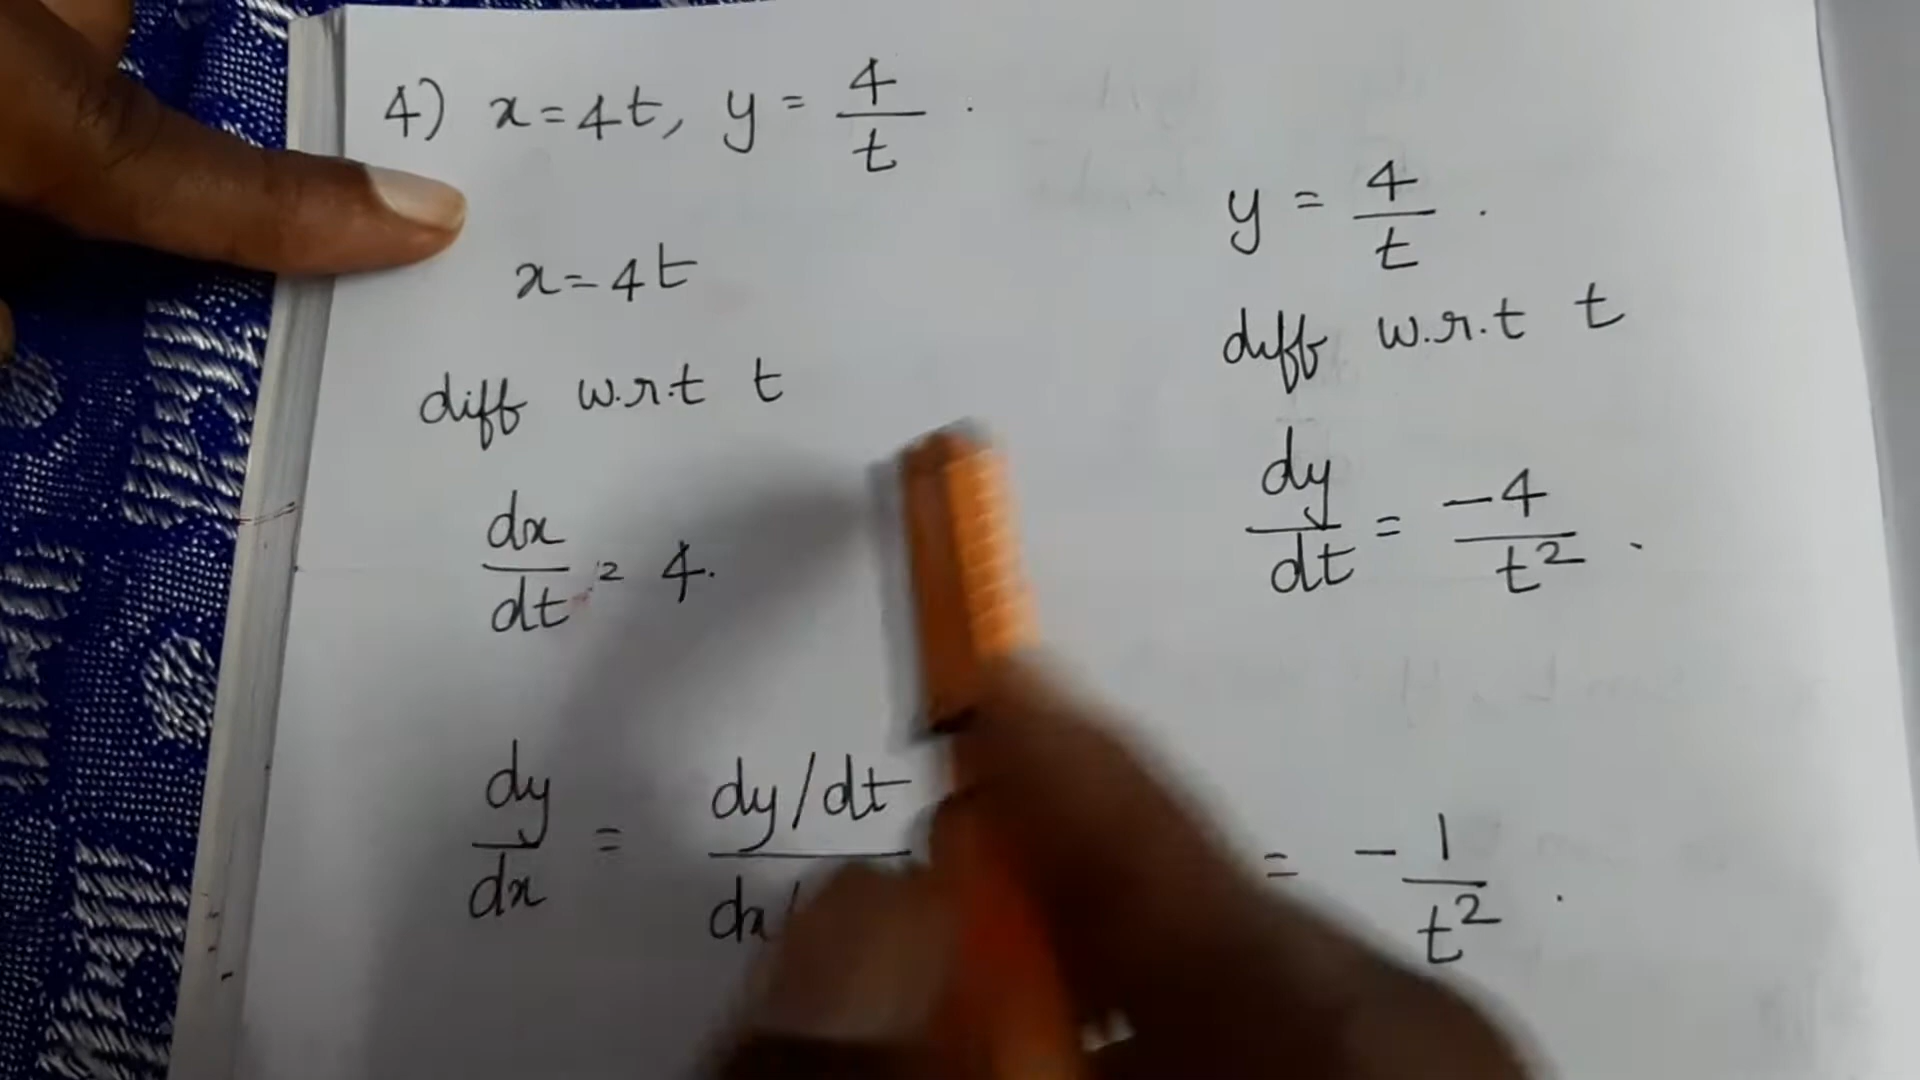 4) x = 4t, y = 4/t .
x = 4t
diff w.r.t t
dx/dt = 4.
y = 4/t .
diff w.r.t t
dy/dt = -4/t² .
dy/dx = (dy/dt)/(dx/ = - 1/t² .